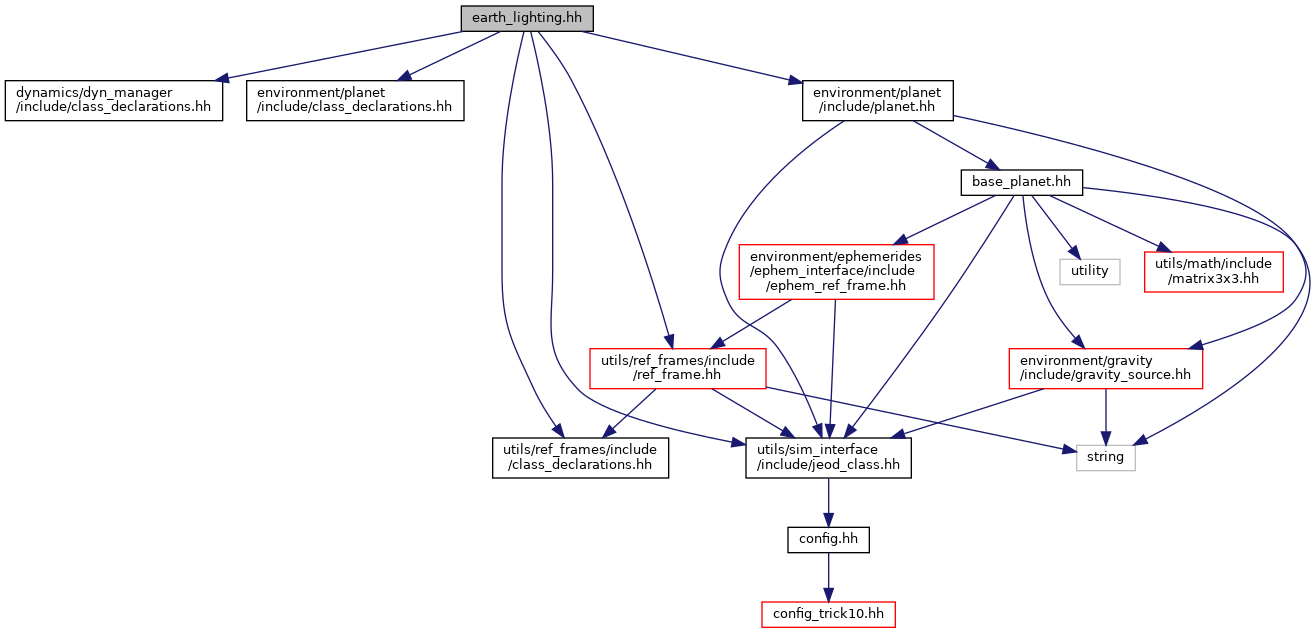 earth_lighting.hh
dynamics/dyn_manager
/include/class_declarations.hh
environment/planet
/include/class_declarations.hh
environment/planet
/include/planet.hh
base_planet.hh
environment/ephemerides
/ephem_interface/include
/ephem_ref_frame.hh
utility
utils/math/include
/matrix3x3.hh
utils/ref_frames/include
/ref_frame.hh
environment/gravity
/include/gravity_source.hh
utils/ref_frames/include
/class_declarations.hh
utils/sim_interface
/include/jeod_class.hh
string
config.hh
config_trick10.hh